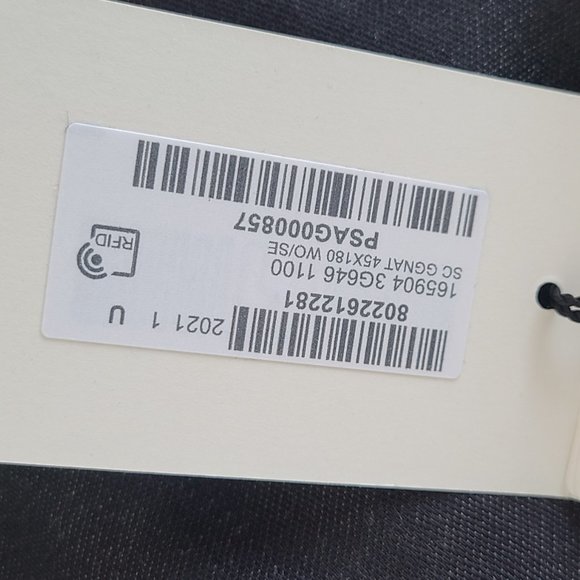 2021 1 U
8022612281
165904 3G646 1100
SC GGNAT 45X180 WO/SE
PSAG000857
RFID